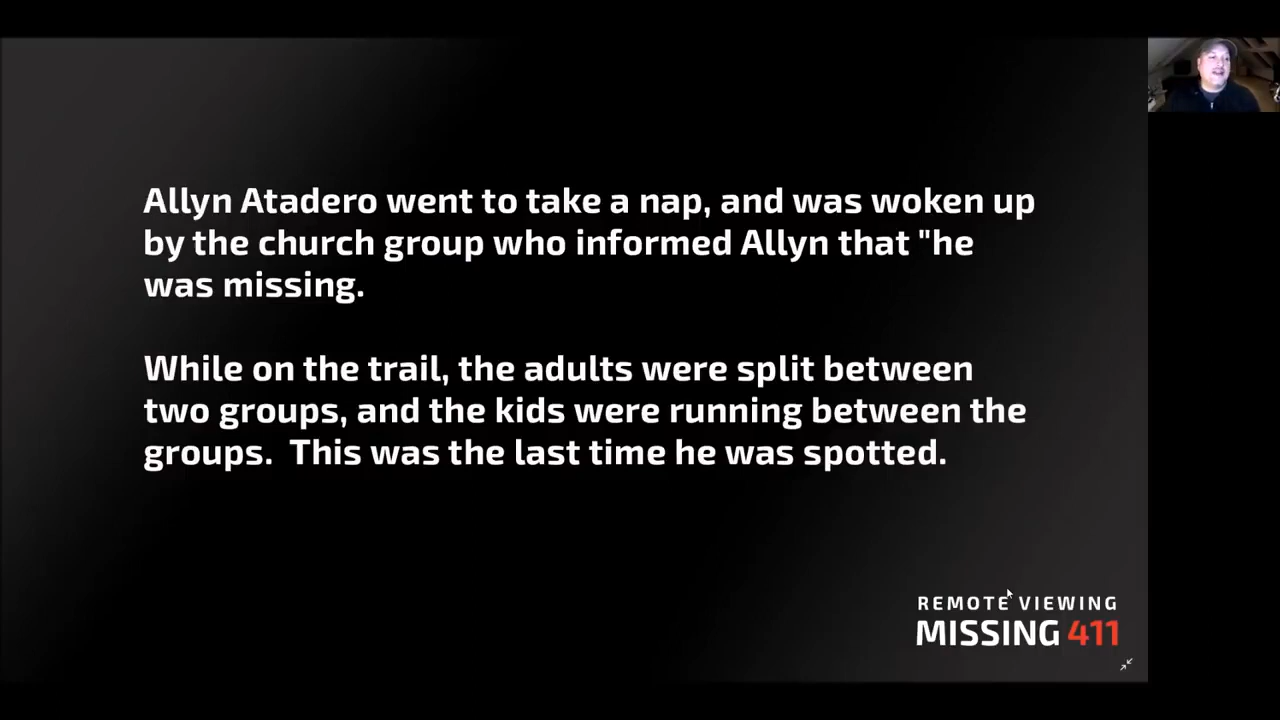 Allyn Atadero went to take a nap, and was woken up
by the church group who informed Allyn that "he
was missing.
While on the trail, the adults were split between
two groups, and the kids were running between the
groups.  This was the last time he was spotted.
REMOTE VIEWING
MISSING 411